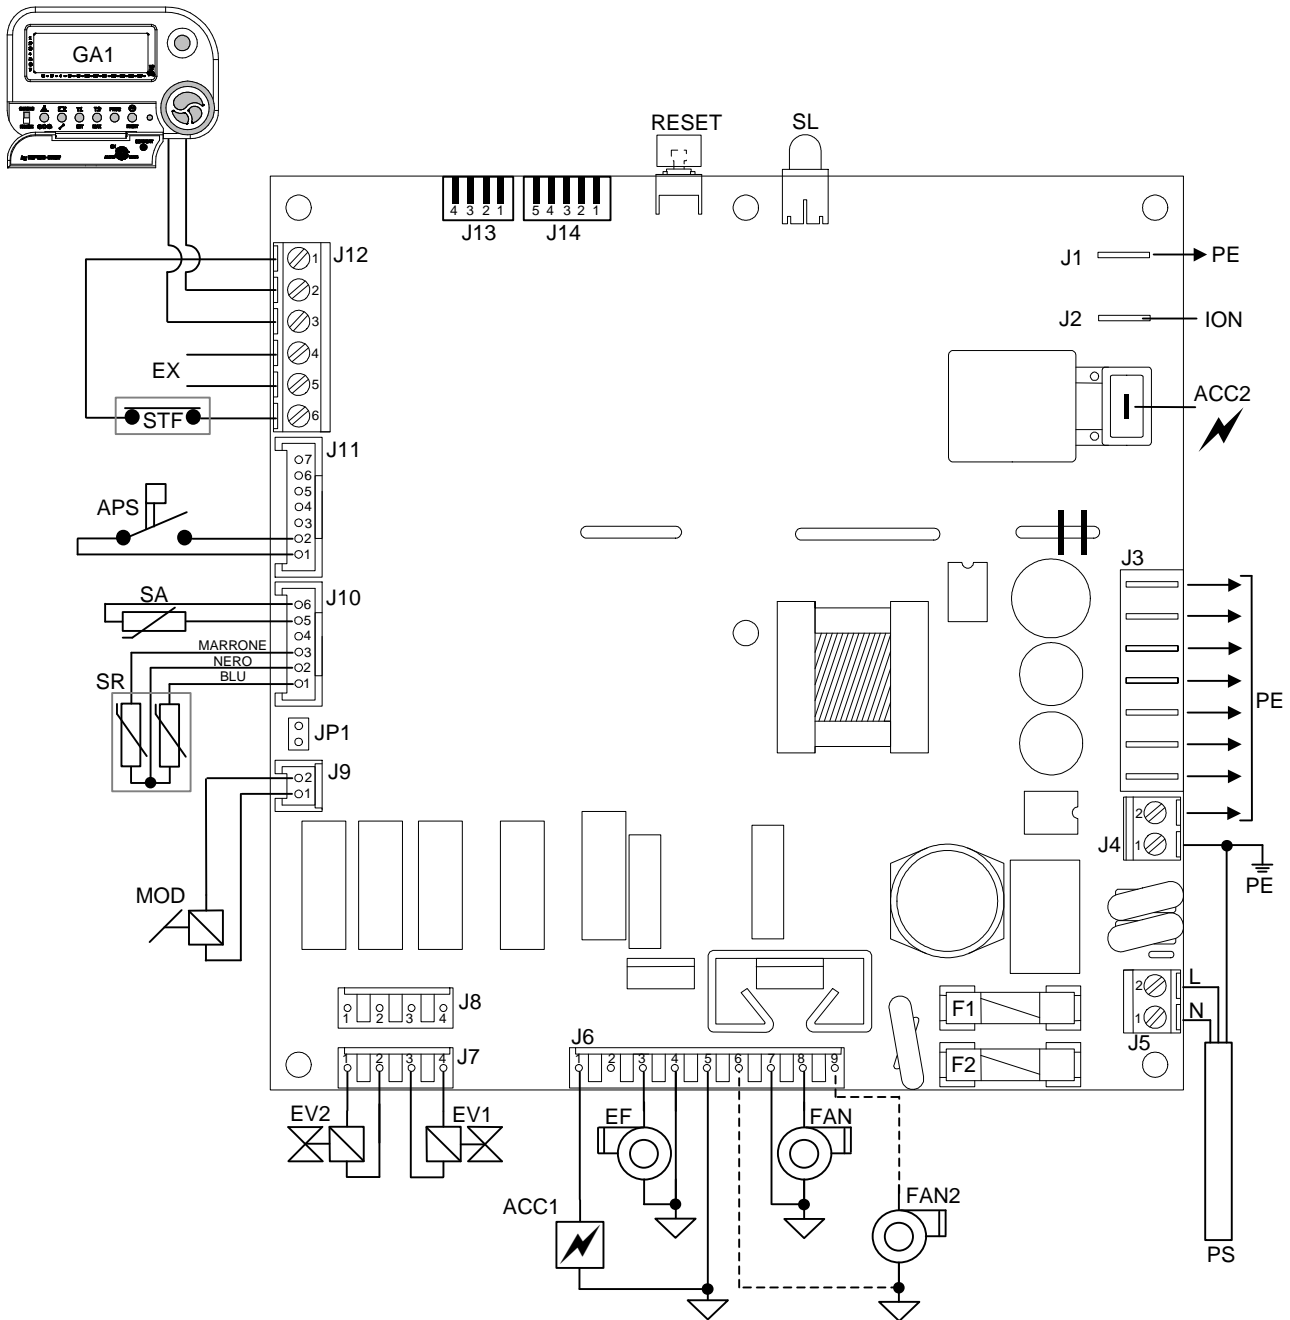 GA1
RESET
SL
4 3 2 1
J13
5 4 3 2 1
J14
J12
1
2
3
4
5
6
EX
STF
J1
PE
J2
ION
ACC2
J11
7
6
5
4
3
2
1
APS
J10
6
5
4
3
2
1
SA
MARRONE
NERO
BLU
SR
JP1
J9
2
1
MOD
J3
PE
J4
2
1
PE
J8
1 2 3 4
J7
1 2 3 4
J6
1 2 3 4 5 6 7 8 9
F1
F2
J5
2
1
L
N
EV2
EV1
EF
FAN
ACC1
FAN2
PS